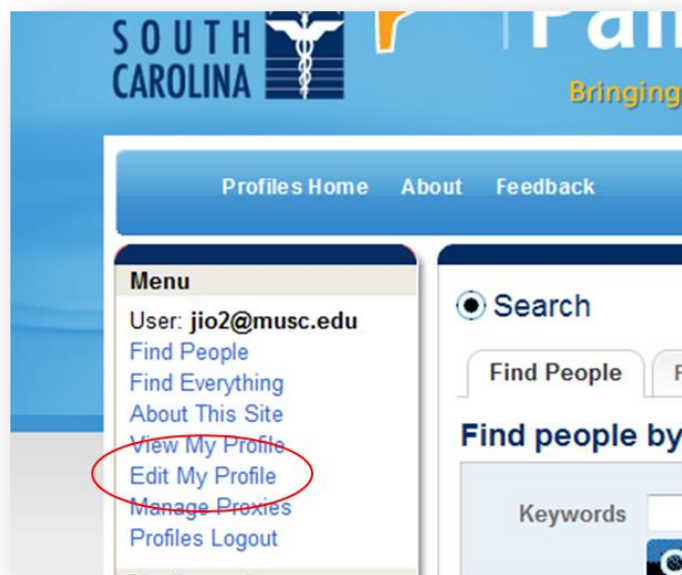 SOUTH
CAROLINA
Bringing
Profiles Home About Feedback
Menu
User: jio2@musc.edu
Find People
Find Everything
About This Site
View My Profile
Edit My Profile
Manage Proxies
Profiles Logout
Search
Find People
Find people by
Keywords